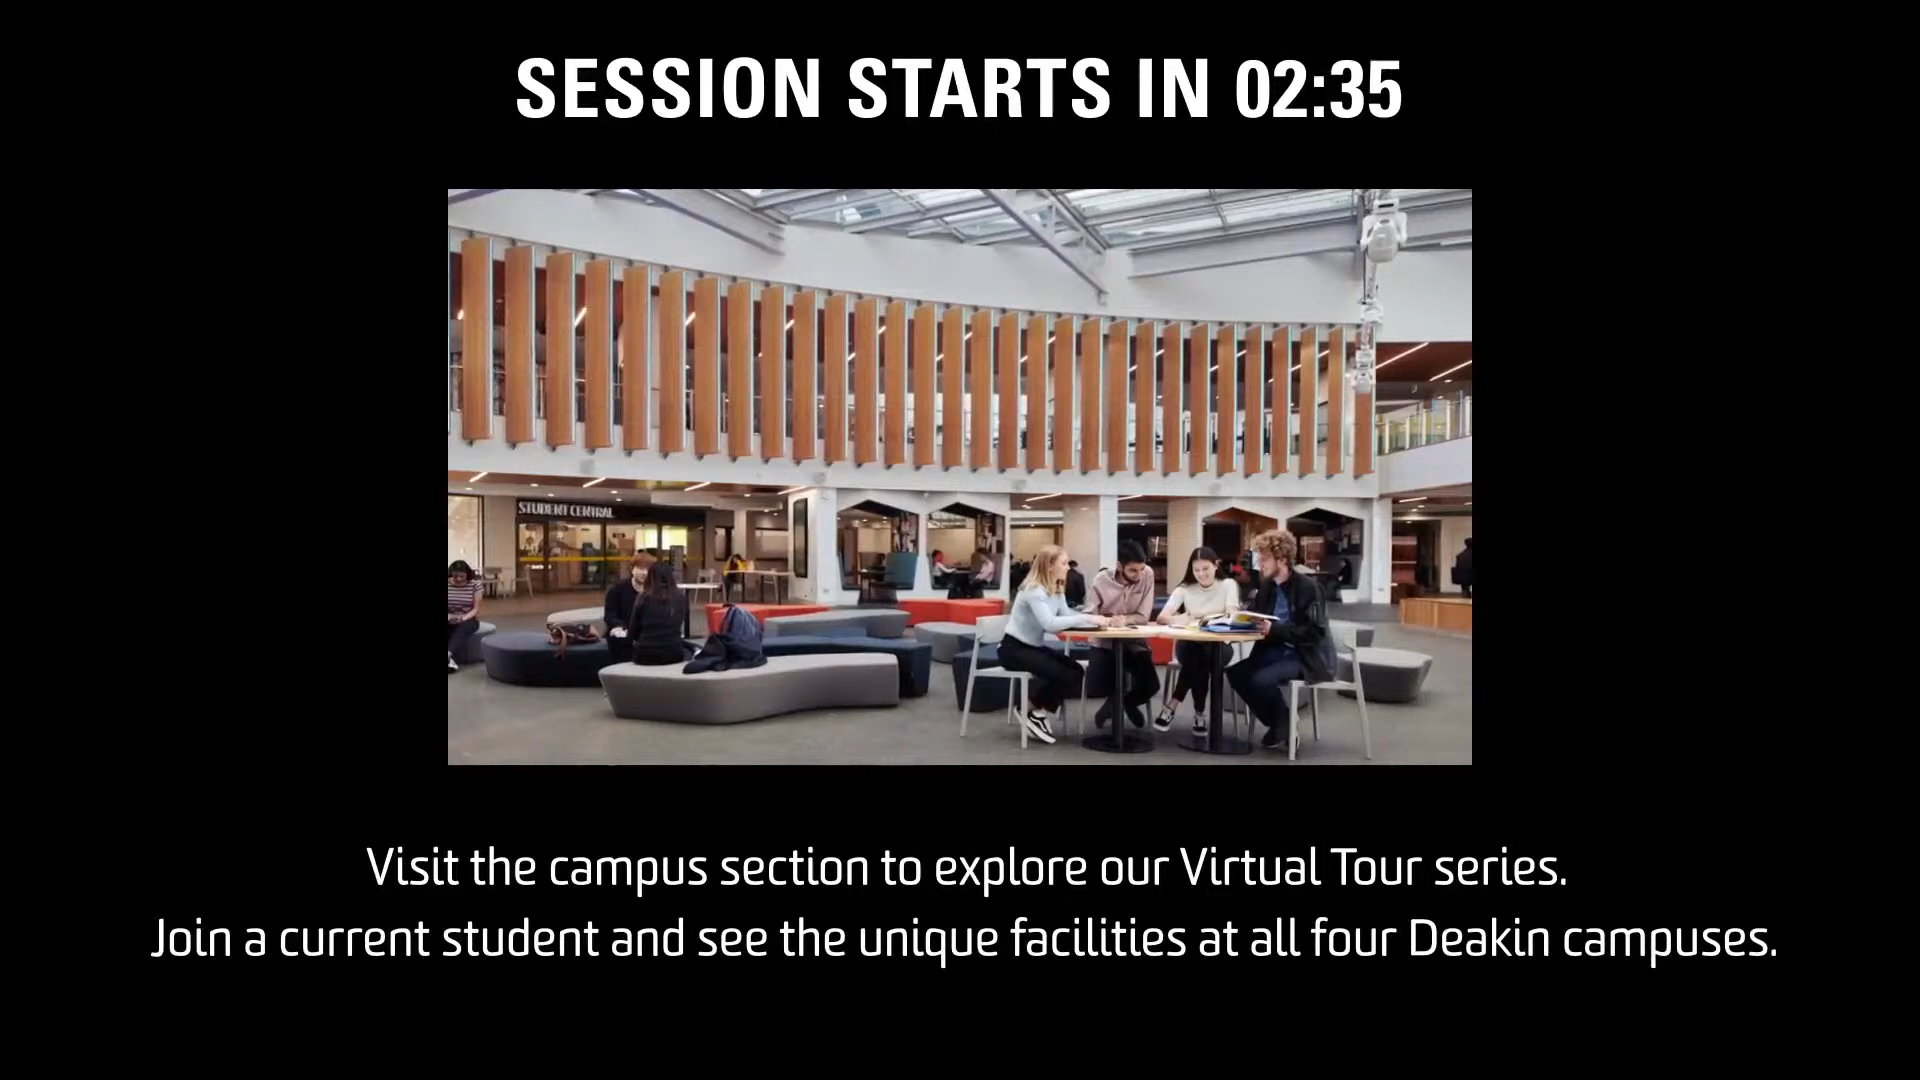 SESSION STARTS IN 02:35
STUDENT CENTRAL
Visit the campus section to explore our Virtual Tour series.
Join a current student and see the unique facilities at all four Deakin campuses.